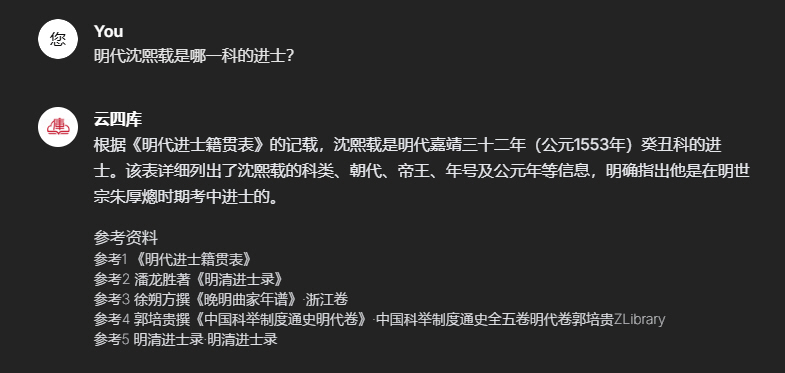 您
You
明代沈熙载是哪一科的进士?
庫
云四库
根据《明代进士籍贯表》的记载，沈熙载是明代嘉靖三十二年（公元1553年）癸丑科的进
士。该表详细列出了沈熙载的科类、朝代、帝王、年号及公元年等信息，明确指出他是在明世
宗朱厚熜时期考中进士的。
参考资料
参考1 《明代进士籍贯表》
参考2 潘龙胜著《明清进士录》
参考3 徐朔方撰《晚明曲家年谱》·浙江卷
参考4 郭培贵撰《中国科举制度通史明代卷》·中国科举制度通史全五卷明代卷郭培贵ZLibrary
参考5 明清进士录·明清进士录